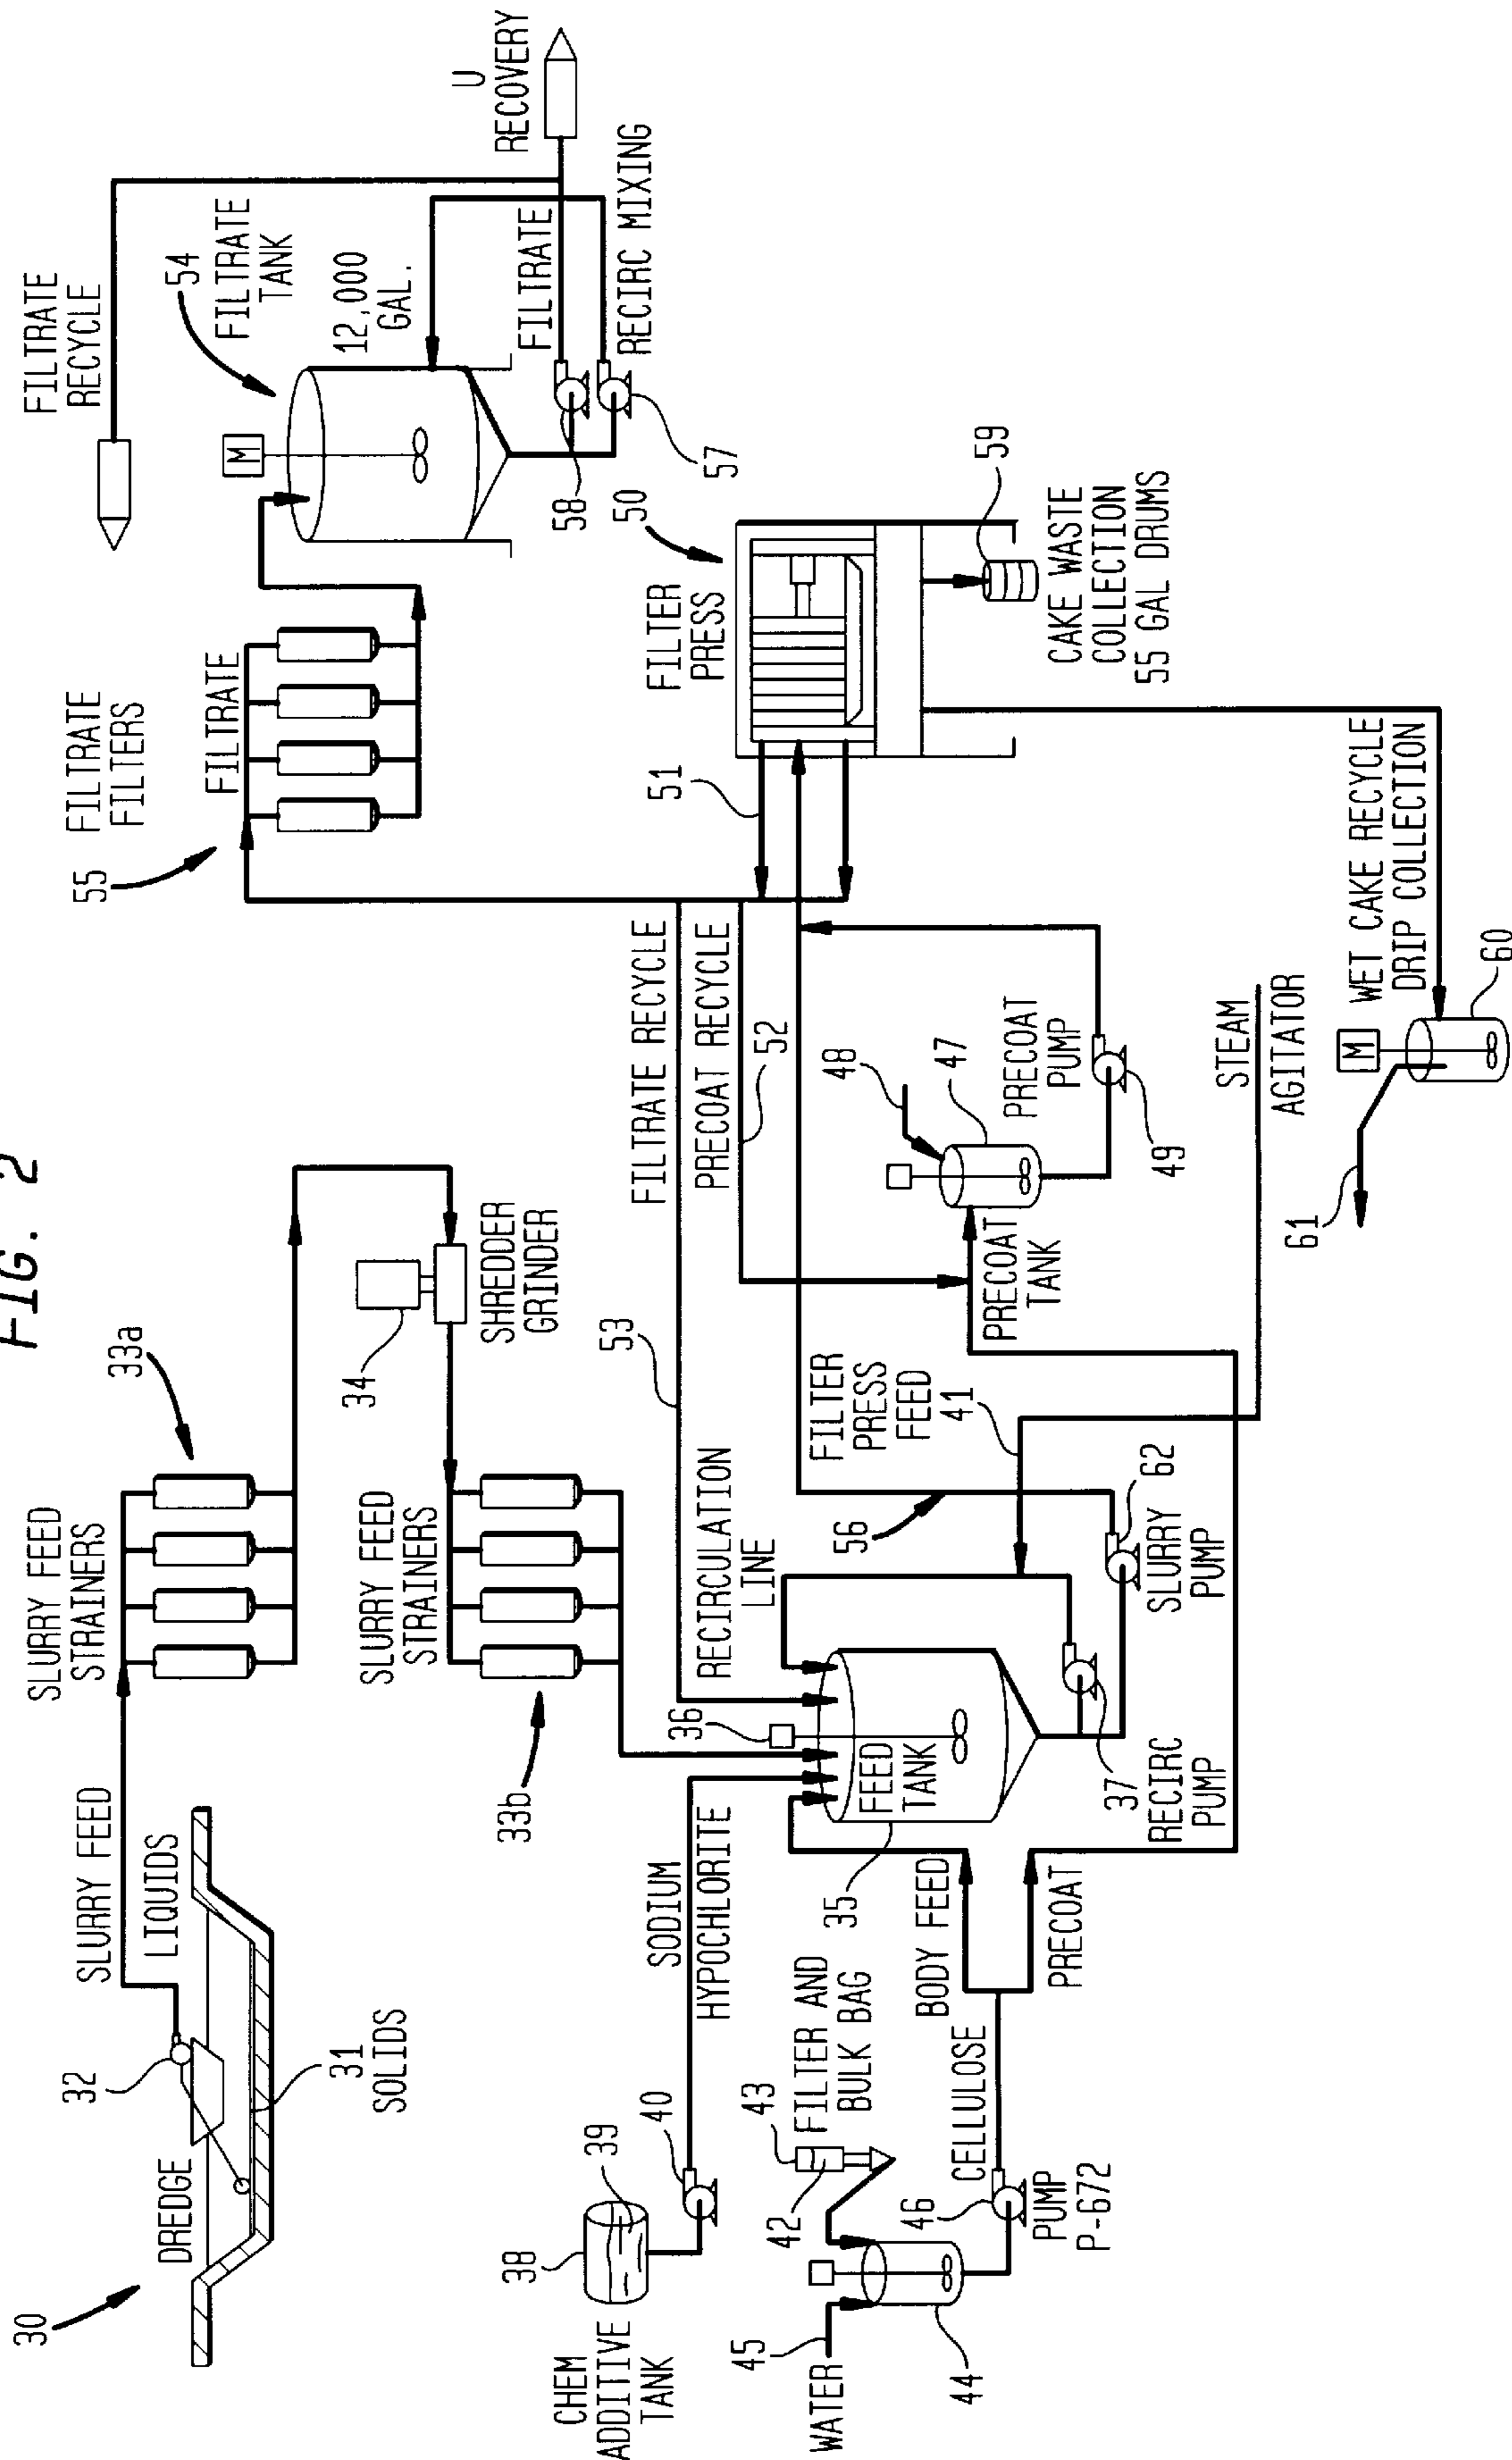 FIG. 2
30
DREDGE
32
31
SOLIDS
LIQUIDS
SLURRY FEED
SLURRY FEED
STRAINERS
33a
34
SHREDDER
GRINDER
SLURRY FEED
STRAINERS
33b
55
FILTRATE
FILTERS
FILTRATE
FILTRATE
RECYCLE
M
54
FILTRATE
TANK
12,000
GAL.
U
RECOVERY
FILTRATE
RECIRC MIXING
58
57
CHEM
ADDITIVE
TANK
38
39
40
SODIUM
HYPOCHLORITE
36
RECIRCULATION
LINE
53
FILTRATE RECYCLE
PRECOAT RECYCLE
52
51
FILTER
PRESS
50
59
CAKE WASTE
COLLECTION
55 GAL DRUMS
WATER
45
44
42
43
FILTER AND
BULK BAG
46
PUMP
P-672
CELLULOSE
BODY FEED
PRECOAT
35
FEED
TANK
37
RECIRC
PUMP
62
SLURRY
PUMP
56
FILTER
PRESS
FEED
41
PRECOAT
TANK
48
47
PRECOAT
PUMP
49
STEAM
AGITATOR
WET CAKE RECYCLE
DRIP COLLECTION
M
60
61